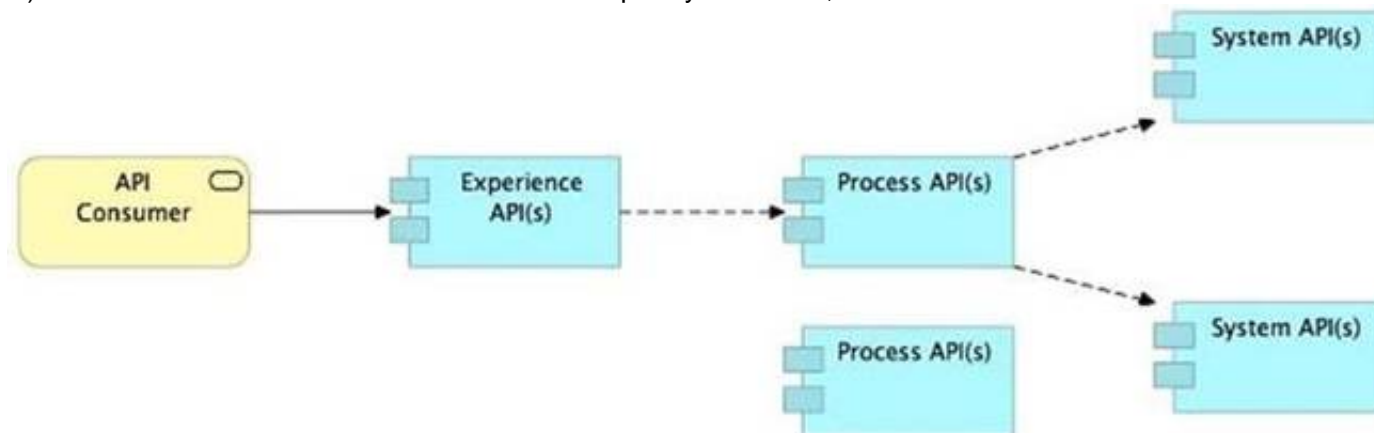 System API(s)
API
Consumer
Experience
API(s)
Process API(s)
System API(s)
Process API(s)